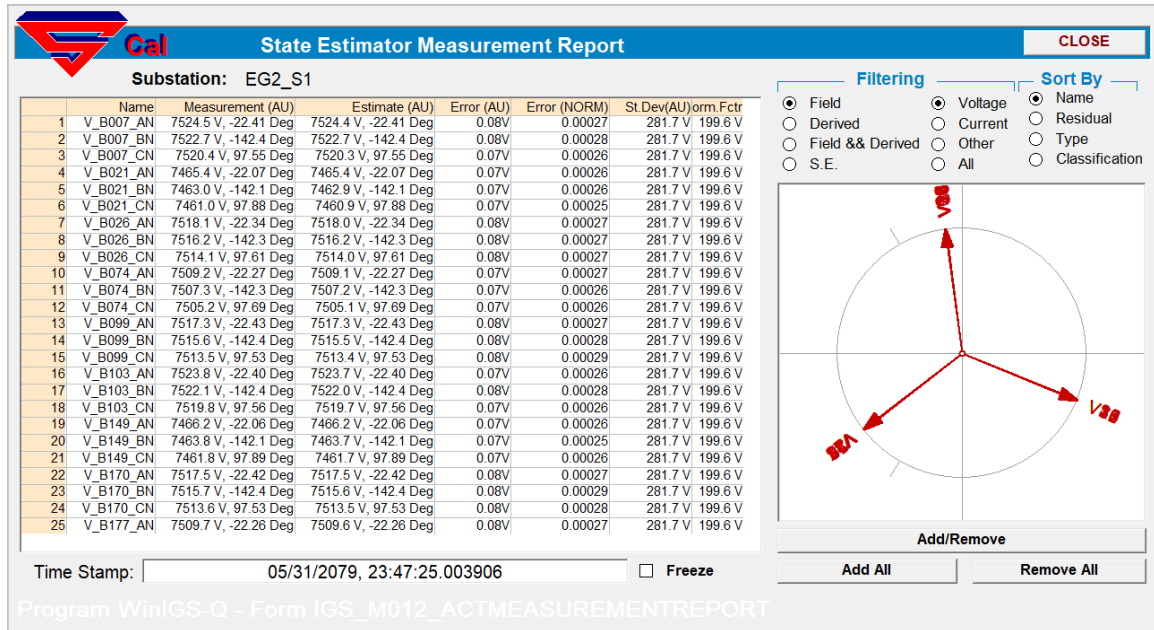 Cal
State Estimator Measurement Report
CLOSE
Substation: EG2_S1
Name Measurement (AU) Estimate (AU) Error (AU) Error (NORM) St.Dev(AU) orm.Fctr
1 V_B007_AN 7524.5 V, -22.41 Deg 7524.4 V, -22.41 Deg 0.08V 0.00027 281.7 V 199.6 V
2 V_B007_BN 7522.7 V, -142.4 Deg 7522.7 V, -142.4 Deg 0.08V 0.00028 281.7 V 199.6 V
3 V_B007_CN 7520.4 V, 97.55 Deg 7520.3 V, 97.55 Deg 0.07V 0.00026 281.7 V 199.6 V
4 V_B021_AN 7465.4 V, -22.07 Deg 7465.4 V, -22.07 Deg 0.07V 0.00026 281.7 V 199.6 V
5 V_B021_BN 7463.0 V, -142.1 Deg 7462.9 V, -142.1 Deg 0.07V 0.00026 281.7 V 199.6 V
6 V_B021_CN 7461.0 V, 97.88 Deg 7460.9 V, 97.88 Deg 0.07V 0.00025 281.7 V 199.6 V
7 V_B026_AN 7518.1 V, -22.34 Deg 7518.0 V, -22.34 Deg 0.08V 0.00027 281.7 V 199.6 V
8 V_B026_BN 7516.2 V, -142.3 Deg 7516.2 V, -142.3 Deg 0.08V 0.00027 281.7 V 199.6 V
9 V_B026_CN 7514.1 V, 97.61 Deg 7514.0 V, 97.61 Deg 0.08V 0.00027 281.7 V 199.6 V
10 V_B074_AN 7509.2 V, -22.27 Deg 7509.1 V, -22.27 Deg 0.07V 0.00027 281.7 V 199.6 V
11 V_B074_BN 7507.3 V, -142.3 Deg 7507.2 V, -142.3 Deg 0.07V 0.00026 281.7 V 199.6 V
12 V_B074_CN 7505.2 V, 97.69 Deg 7505.1 V, 97.69 Deg 0.07V 0.00026 281.7 V 199.6 V
13 V_B099_AN 7517.3 V, -22.43 Deg 7517.3 V, -22.43 Deg 0.08V 0.00027 281.7 V 199.6 V
14 V_B099_BN 7515.6 V, -142.4 Deg 7515.5 V, -142.4 Deg 0.08V 0.00028 281.7 V 199.6 V
15 V_B099_CN 7513.5 V, 97.53 Deg 7513.4 V, 97.53 Deg 0.08V 0.00029 281.7 V 199.6 V
16 V_B103_AN 7523.8 V, -22.40 Deg 7523.7 V, -22.40 Deg 0.07V 0.00026 281.7 V 199.6 V
17 V_B103_BN 7522.1 V, -142.4 Deg 7522.0 V, -142.4 Deg 0.08V 0.00028 281.7 V 199.6 V
18 V_B103_CN 7519.8 V, 97.56 Deg 7519.7 V, 97.56 Deg 0.07V 0.00026 281.7 V 199.6 V
19 V_B149_AN 7466.2 V, -22.06 Deg 7466.2 V, -22.06 Deg 0.07V 0.00026 281.7 V 199.6 V
20 V_B149_BN 7463.8 V, -142.1 Deg 7463.7 V, -142.1 Deg 0.07V 0.00025 281.7 V 199.6 V
21 V_B149_CN 7461.8 V, 97.89 Deg 7461.7 V, 97.89 Deg 0.07V 0.00026 281.7 V 199.6 V
22 V_B170_AN 7517.5 V, -22.42 Deg 7517.5 V, -22.42 Deg 0.08V 0.00027 281.7 V 199.6 V
23 V_B170_BN 7515.7 V, -142.4 Deg 7515.6 V, -142.4 Deg 0.08V 0.00029 281.7 V 199.6 V
24 V_B170_CN 7513.6 V, 97.53 Deg 7513.5 V, 97.53 Deg 0.08V 0.00028 281.7 V 199.6 V
25 V_B177_AN 7509.7 V, -22.26 Deg 7509.6 V, -22.26 Deg 0.08V 0.00027 281.7 V 199.6 V
Filtering Sort By
Field Voltage Name
Derived Current Residual
Field && Derived Other Type
S.E. All Classification
Add/Remove
Add All Remove All
Time Stamp: 05/31/2079, 23:47:25.003906 Freeze
Program WinIGS-Q - Form IGS_M012_ACTMEASUREMENTREPORT